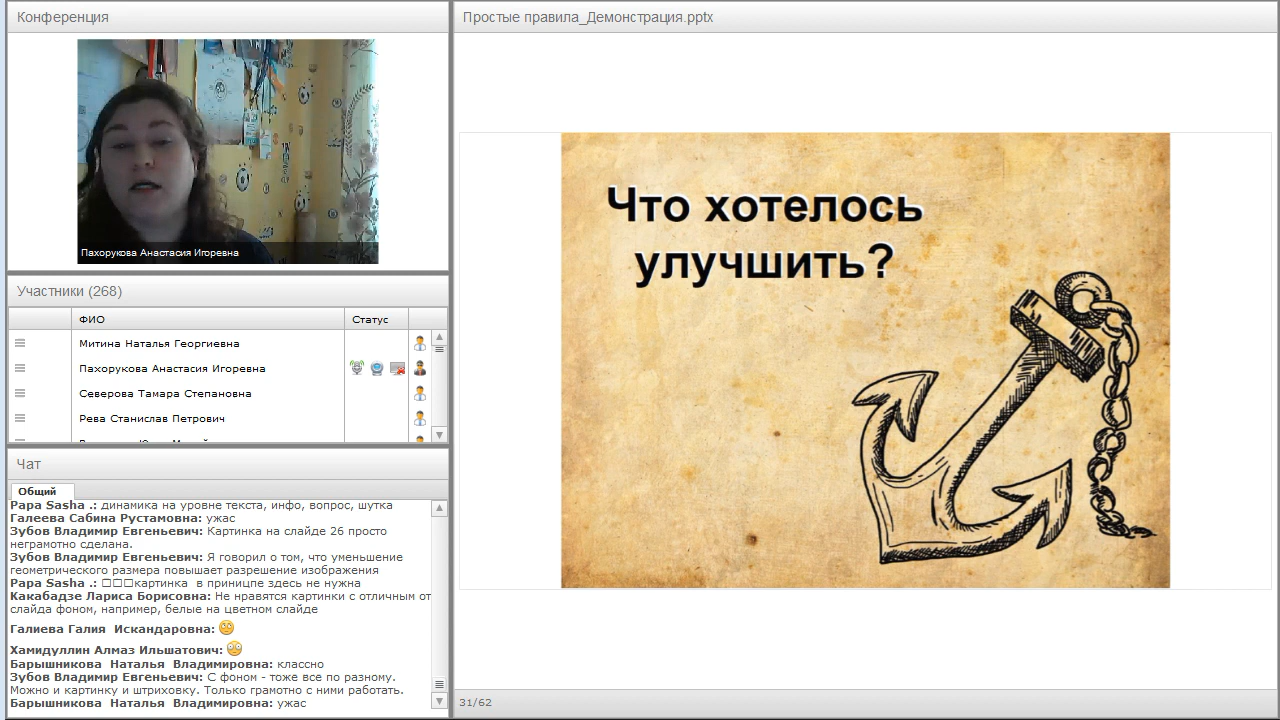 Конференция
Пахорукова Анастасия Игоревна
Участники (268)
ФИО
Статус
Митина Наталья Георгиевна
Пахорукова Анастасия Игоревна
Северова Тамара Степановна
Рева Станислав Петрович
Чат
Общий
Papa Sasha .: динамика на уровне текста, инфо, вопрос, шутка
Галеева Сабина Рустамовна: ужас
Зубов Владимир Евгеньевич: Картинка на слайде 26 просто
неграмотно сделана.
Зубов Владимир Евгеньевич: Я говорил о том, что уменьшение
геометрического размера повышает разрешение изображения
Papa Sasha .: картинка в приницпе здесь не нужна
Какабадзе Лариса Борисовна: Не нравятся картинки с отличным от
слайда фоном, например, белые на цветном слайде
Галиева Галия Искандаровна:
Хамидуллин Алмаз Ильшатович:
Барышникова Наталья Владимировна: классно
Зубов Владимир Евгеньевич: С фоном - тоже все по разному.
Можно и картинку и штриховку. Только грамотно с ними работать.
Барышникова Наталья Владимировна: ужас
Простые правила_Демонстрация.pptx
Что хотелось
улучшить?
31/62